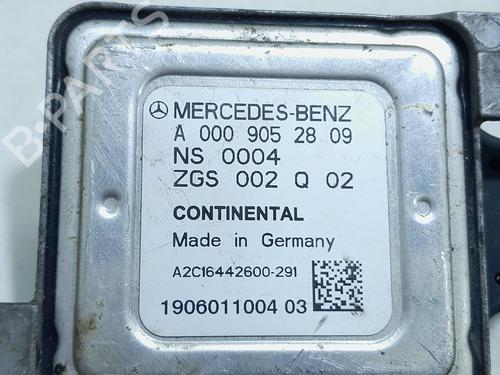 MERCEDES-BENZ
A 000 905 28 09
NS 0004
ZGS 002 Q 02
CONTINENTAL
Made in Germany
A2C16442600-291
1906011004 03
B-PARTS